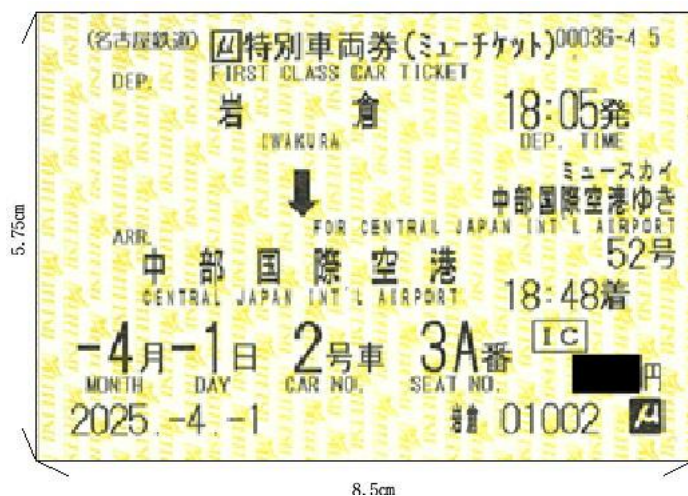 (名古屋鉄道) μ特別車両券(ミューチケット)00036-45
DEP. FIRST CLASS CAR TICKET
岩倉 18:05発
IWAKURA DEP. TIME
ミュースカイ
中部国際空港ゆき
FOR CENTRAL JAPAN INT'L AIRPORT
ARR. 52号
中部国際空港
CENTRAL JAPAN INT'L AIRPORT 18:48着
-4月-1日 2号車 3A番 IC
MONTH DAY CAR NO. SEAT NO. 円
2025.-4.-1 岩倉 01002 μ
5.75cm
8.5cm